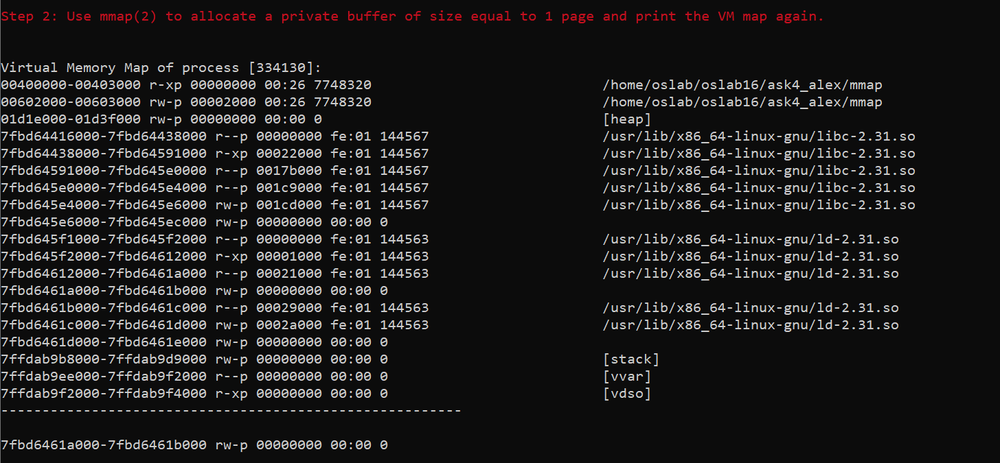 Step 2: Use mmap(2) to allocate a private buffer of size equal to 1 page and print the VM map again.
Virtual Memory Map of process [334130]:
00400000-00403000 r-xp 00000000 00:26 7748320 /home/oslab/oslab16/ask4_alex/mmap
00602000-00603000 rw-p 00002000 00:26 7748320 /home/oslab/oslab16/ask4_alex/mmap
01d1e000-01d3f000 rw-p 00000000 00:00 0 [heap]
7fbd64416000-7fbd64438000 r--p 00000000 fe:01 144567 /usr/lib/x86_64-linux-gnu/libc-2.31.so
7fbd64438000-7fbd64591000 r-xp 00022000 fe:01 144567 /usr/lib/x86_64-linux-gnu/libc-2.31.so
7fbd64591000-7fbd645e0000 r--p 0017b000 fe:01 144567 /usr/lib/x86_64-linux-gnu/libc-2.31.so
7fbd645e0000-7fbd645e4000 r--p 001c9000 fe:01 144567 /usr/lib/x86_64-linux-gnu/libc-2.31.so
7fbd645e4000-7fbd645e6000 rw-p 001cd000 fe:01 144567 /usr/lib/x86_64-linux-gnu/libc-2.31.so
7fbd645e6000-7fbd645ec000 rw-p 00000000 00:00 0
7fbd645f1000-7fbd645f2000 r--p 00000000 fe:01 144563 /usr/lib/x86_64-linux-gnu/ld-2.31.so
7fbd645f2000-7fbd64612000 r-xp 00001000 fe:01 144563 /usr/lib/x86_64-linux-gnu/ld-2.31.so
7fbd64612000-7fbd6461a000 r--p 00021000 fe:01 144563 /usr/lib/x86_64-linux-gnu/ld-2.31.so
7fbd6461a000-7fbd6461b000 rw-p 00000000 00:00 0
7fbd6461b000-7fbd6461c000 r--p 00029000 fe:01 144563 /usr/lib/x86_64-linux-gnu/ld-2.31.so
7fbd6461c000-7fbd6461d000 rw-p 0002a000 fe:01 144563 /usr/lib/x86_64-linux-gnu/ld-2.31.so
7fbd6461d000-7fbd6461e000 rw-p 00000000 00:00 0
7ffdab9b8000-7ffdab9d9000 rw-p 00000000 00:00 0 [stack]
7ffdab9ee000-7ffdab9f2000 r--p 00000000 00:00 0 [vvar]
7ffdab9f2000-7ffdab9f4000 r-xp 00000000 00:00 0 [vdso]
--------------------------------------------------------
7fbd6461a000-7fbd6461b000 rw-p 00000000 00:00 0